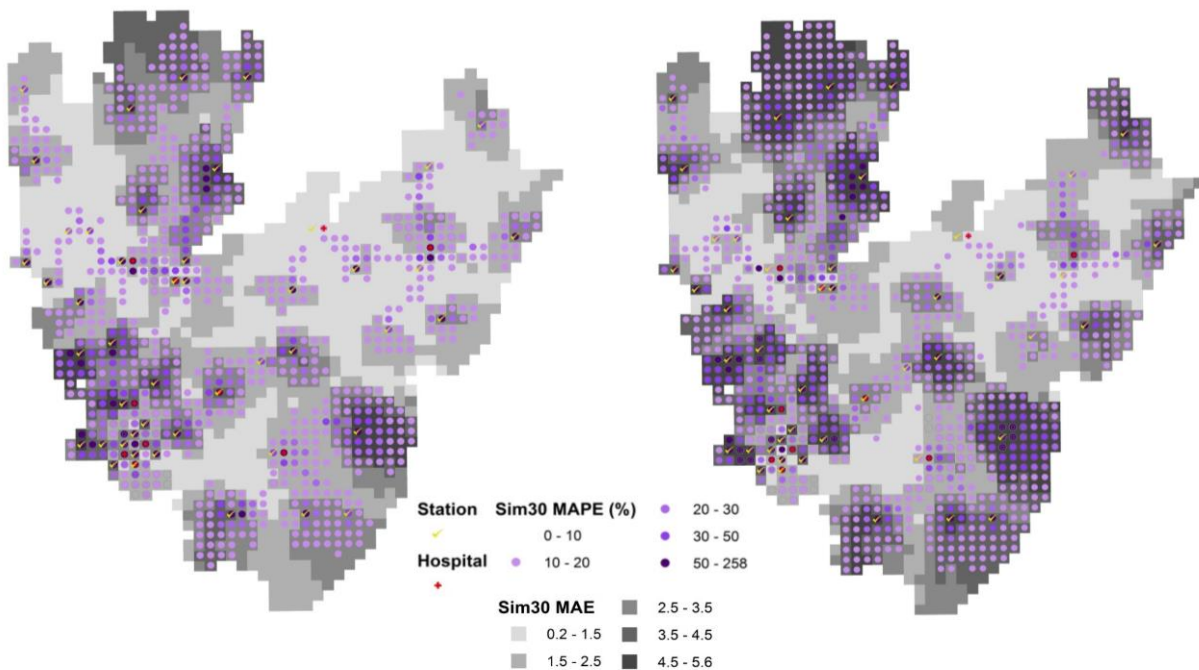 Station Sim30 MAPE (%) 20 - 30
0 - 10 30 - 50
Hospital 10 - 20 50 - 258
Sim30 MAE 2.5 - 3.5
0.2 - 1.5 3.5 - 4.5
1.5 - 2.5 4.5 - 5.6